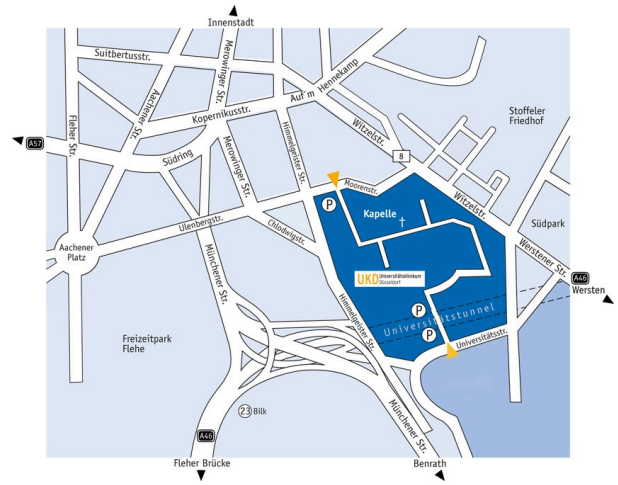 Innenstadt
Suitbertusstr.
Merowinger Str.
Auf'm Hennekamp
Aachener Str.
Kopernikusstr.
Fleher Str.
Witzelstr.
Stoffeler
Friedhof
A57
Südring
Merowinger Str.
Himmelgeister Str.
8
Moorenstr.
P
Kapelle
Witzelstr.
Ulenbergstr.
Chlodwigstr.
Südpark
Aachener
Platz
Münchener Str.
UKD Universitätsklinikum
Düsseldorf
Werstener Str.
A46
Wersten
Himmelgeister Str.
P
Universitätstunnel
P
Universitätsstr.
Freizeitpark
Flehe
23 Bilk
Münchener Str.
A46
Fleher Brücke
Benrath